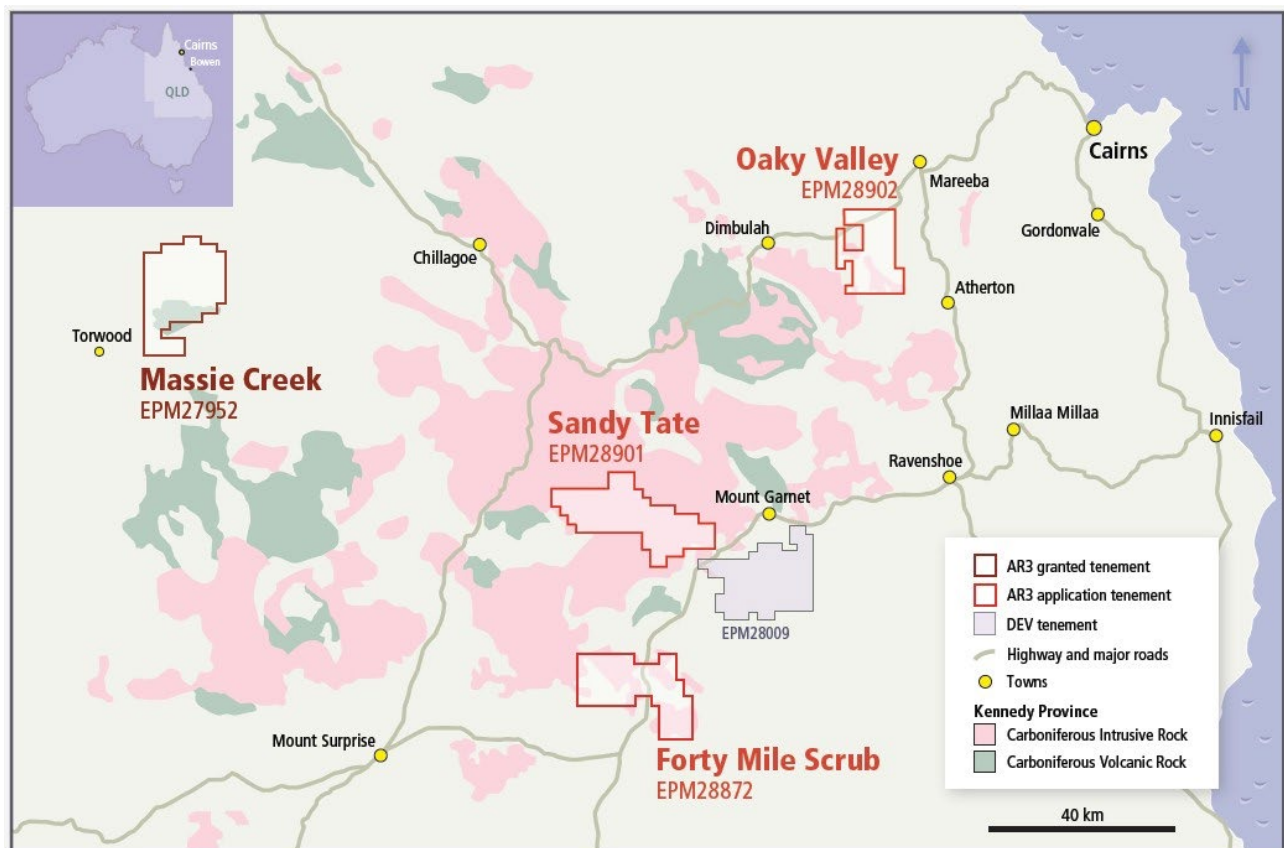 Cairns
Bowen
QLD
N
Cairns
Oaky Valley
EPM28902
Mareeba
Gordonvale
Dimbulah
Chillagoe
Atherton
Torwood
Massie Creek
EPM27952
Sandy Tate
EPM28901
Millaa Millaa
Innisfail
Ravenshoe
Mount Garnet
EPM28009
Mount Surprise
Forty Mile Scrub
EPM28872
AR3 granted tenement
AR3 application tenement
DEV tenement
Highway and major roads
Towns
Kennedy Province
Carboniferous Intrusive Rock
Carboniferous Volcanic Rock
40 km